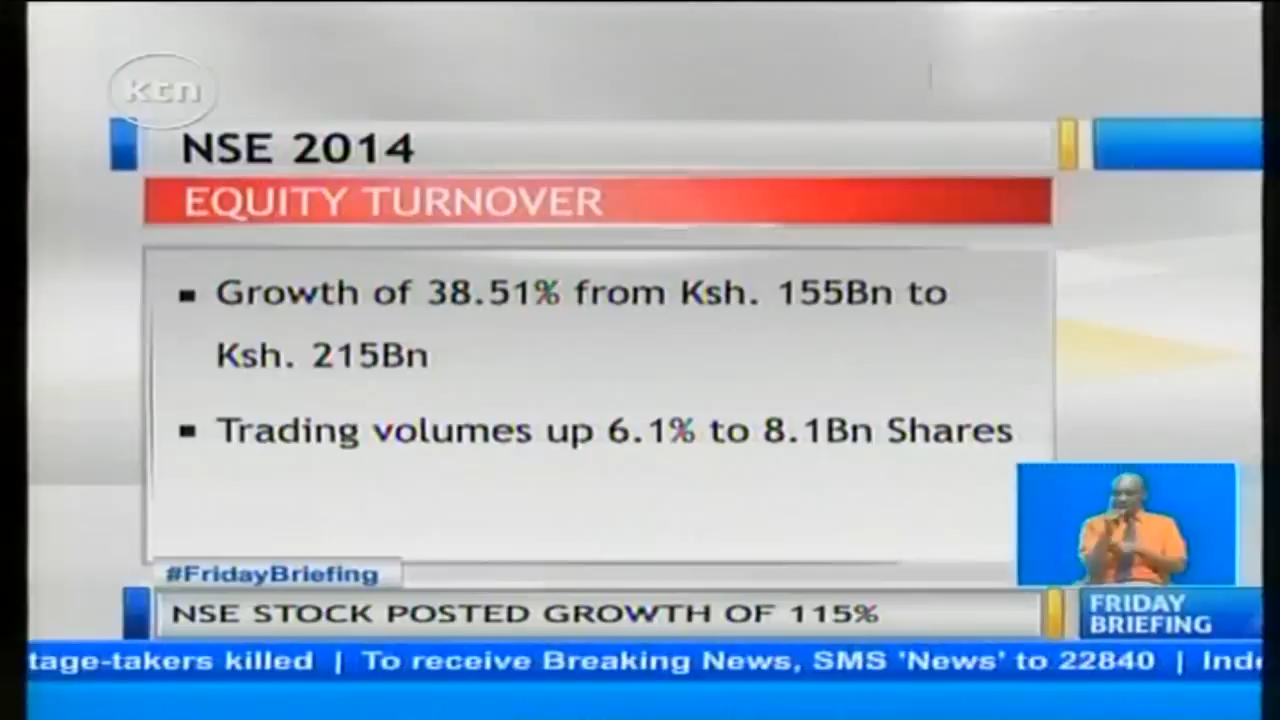 ktn
NSE 2014
EQUITY TURNOVER
▪ Growth of 38.51% from Ksh. 155Bn to
Ksh. 215Bn
▪ Trading volumes up 6.1% to 8.1Bn Shares
#FridayBriefing
NSE STOCK POSTED GROWTH OF 115%
FRIDAY
BRIEFING
tage-takers killed | To receive Breaking News, SMS 'News' to 22840 | Ind